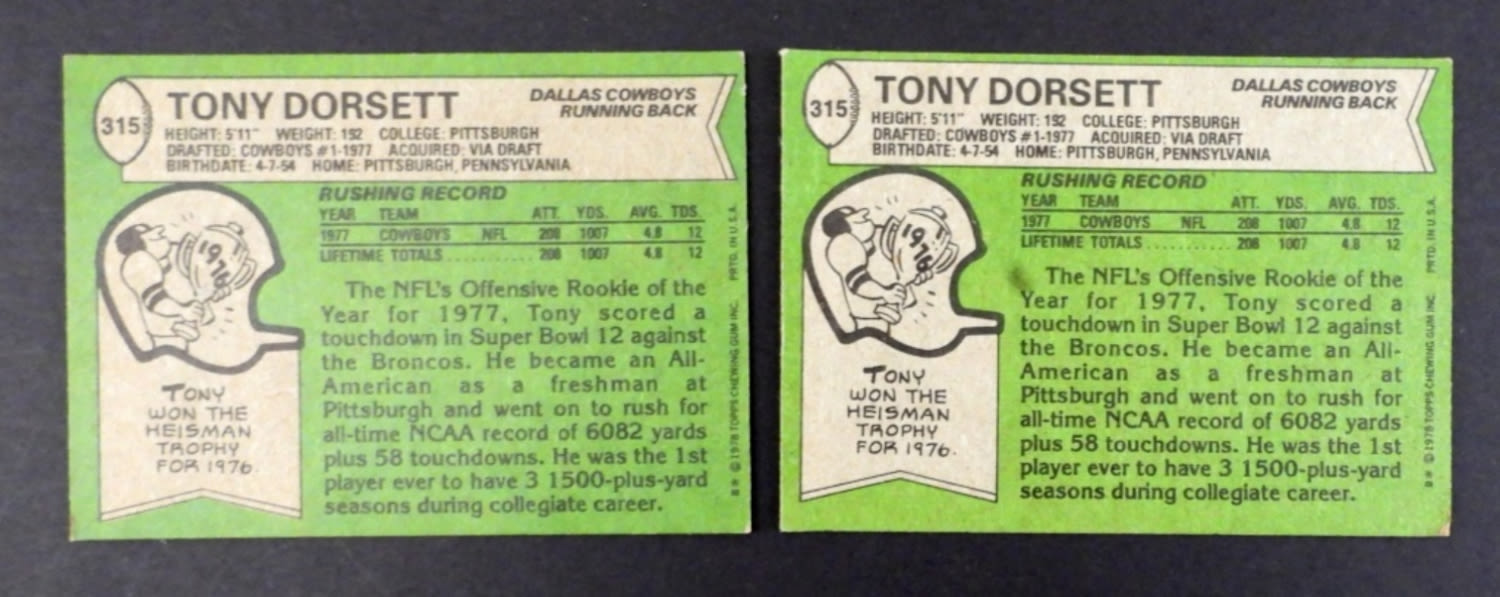 315
TONY DORSETT
DALLAS COWBOYS
RUNNING BACK
HEIGHT: 5'11" WEIGHT: 192 COLLEGE: PITTSBURGH
DRAFTED: COWBOYS #1-1977 ACQUIRED: VIA DRAFT
BIRTHDATE: 4-7-54 HOME: PITTSBURGH, PENNSYLVANIA
RUSHING RECORD
YEAR TEAM ATT. YDS. AVG. TDS.
1977 COWBOYS NFL 208 1007 4.8 12
LIFETIME TOTALS ............ 208 1007 4.8 12
1976
TONY
WON THE
HEISMAN
TROPHY
FOR 1976.
The NFL's Offensive Rookie of the
Year for 1977, Tony scored a
touchdown in Super Bowl 12 against
the Broncos. He became an All-
American as a freshman at
Pittsburgh and went on to rush for
all-time NCAA record of 6082 yards
plus 58 touchdowns. He was the 1st
player ever to have 3 1500-plus-yard
seasons during collegiate career.
© 1978 TOPPS CHEWING GUM INC. PRTD. IN U.S.A.
315
TONY DORSETT
DALLAS COWBOYS
RUNNING BACK
HEIGHT: 5'11" WEIGHT: 192 COLLEGE: PITTSBURGH
DRAFTED: COWBOYS #1-1977 ACQUIRED: VIA DRAFT
BIRTHDATE: 4-7-54 HOME: PITTSBURGH, PENNSYLVANIA
RUSHING RECORD
YEAR TEAM ATT. YDS. AVG. TDS.
1977 COWBOYS NFL 208 1007 4.8 12
LIFETIME TOTALS ............ 208 1007 4.8 12
1976
TONY
WON THE
HEISMAN
TROPHY
FOR 1976.
The NFL's Offensive Rookie of the
Year for 1977, Tony scored a
touchdown in Super Bowl 12 against
the Broncos. He became an All-
American as a freshman at
Pittsburgh and went on to rush for
all-time NCAA record of 6082 yards
plus 58 touchdowns. He was the 1st
player ever to have 3 1500-plus-yard
seasons during collegiate career.
© 1978 TOPPS CHEWING GUM INC. PRTD. IN U.S.A.